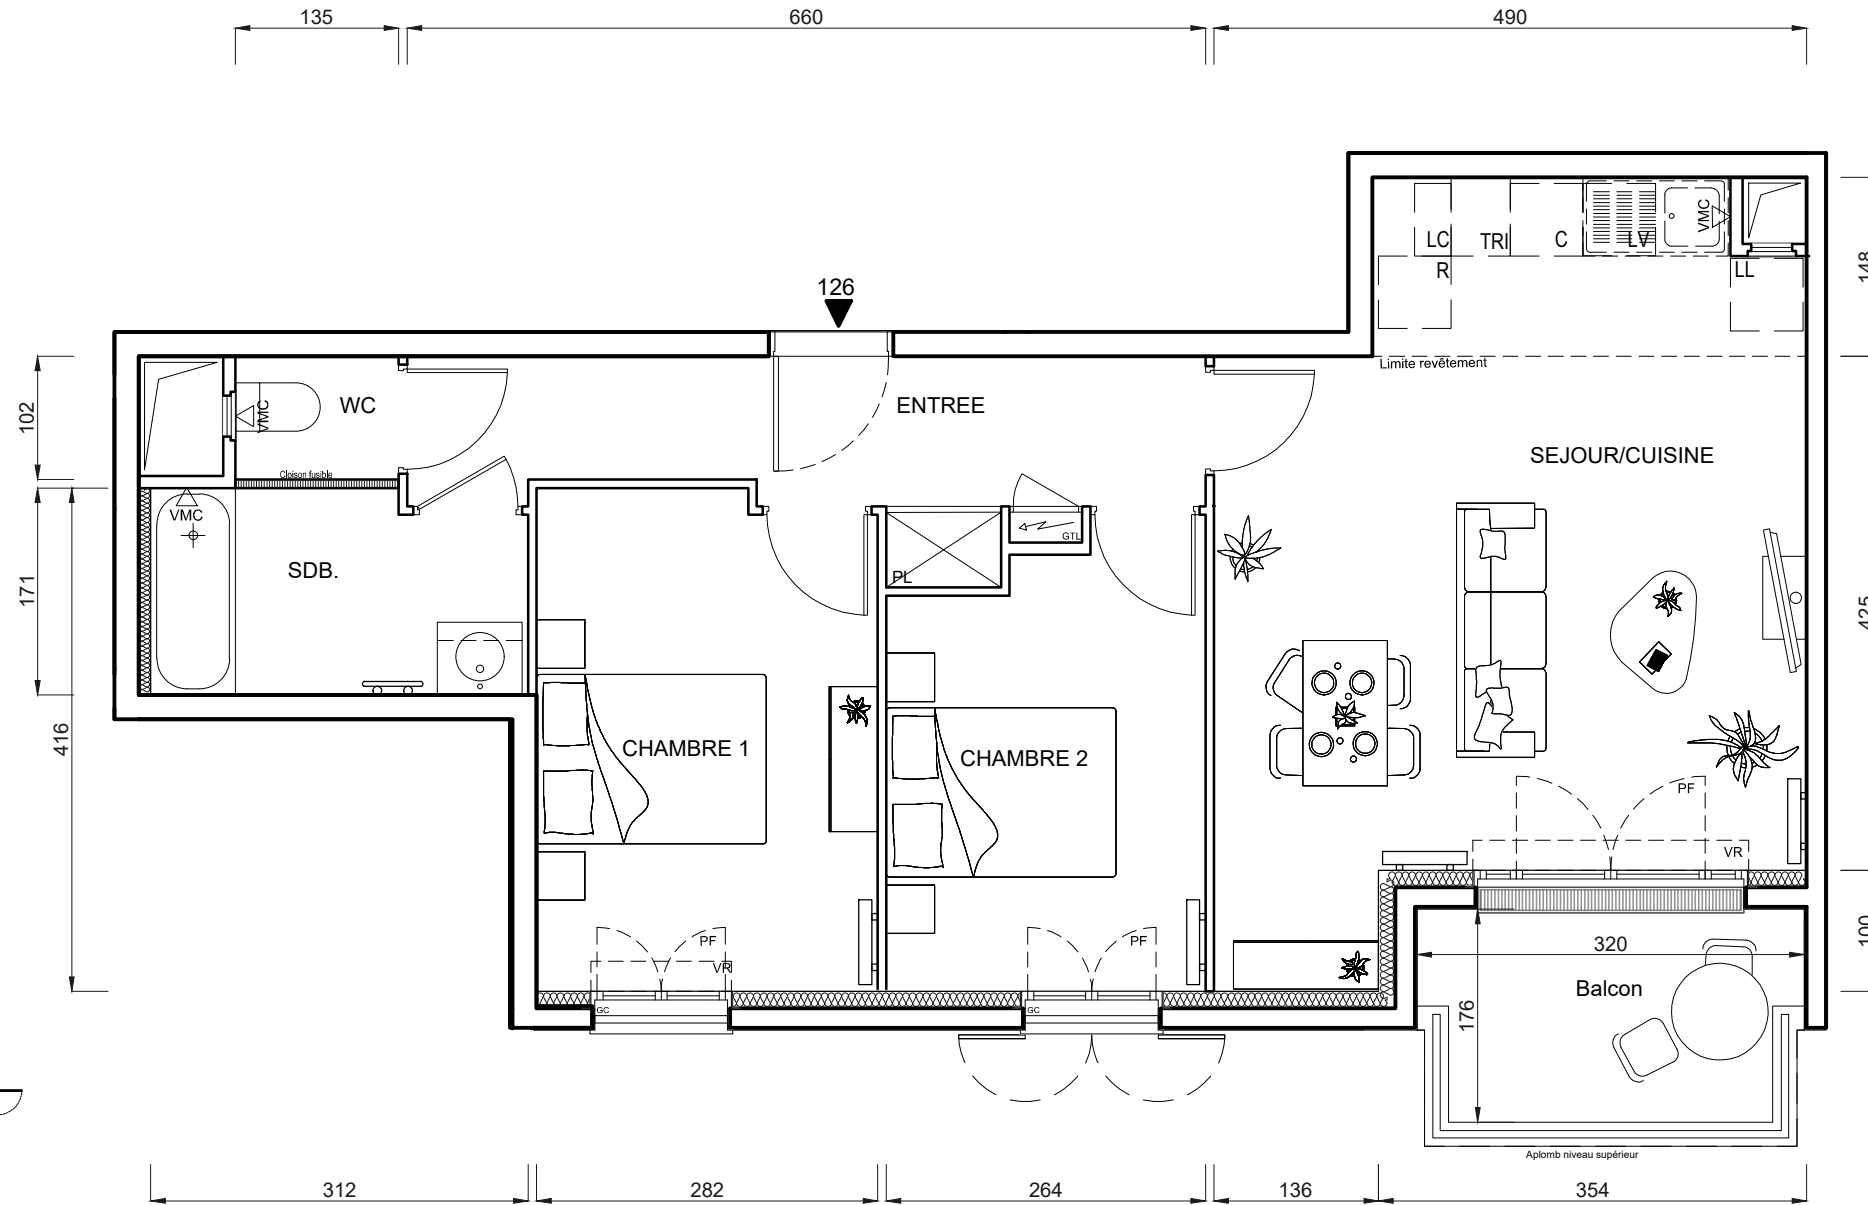 135
660
490
148
LC
TRI
C
LV
VMC
R
LL
126
Limite revêtement
102
WC
VMC
ENTREE
Cloison fusible
SEJOUR/CUISINE
VMC
GTL
171
SDB.
PL
425
416
CHAMBRE 1
CHAMBRE 2
PF
VR
PF
PF
VR
100
320
GC
GC
Balcon
176
Aplomb niveau supérieur
312
282
264
136
354